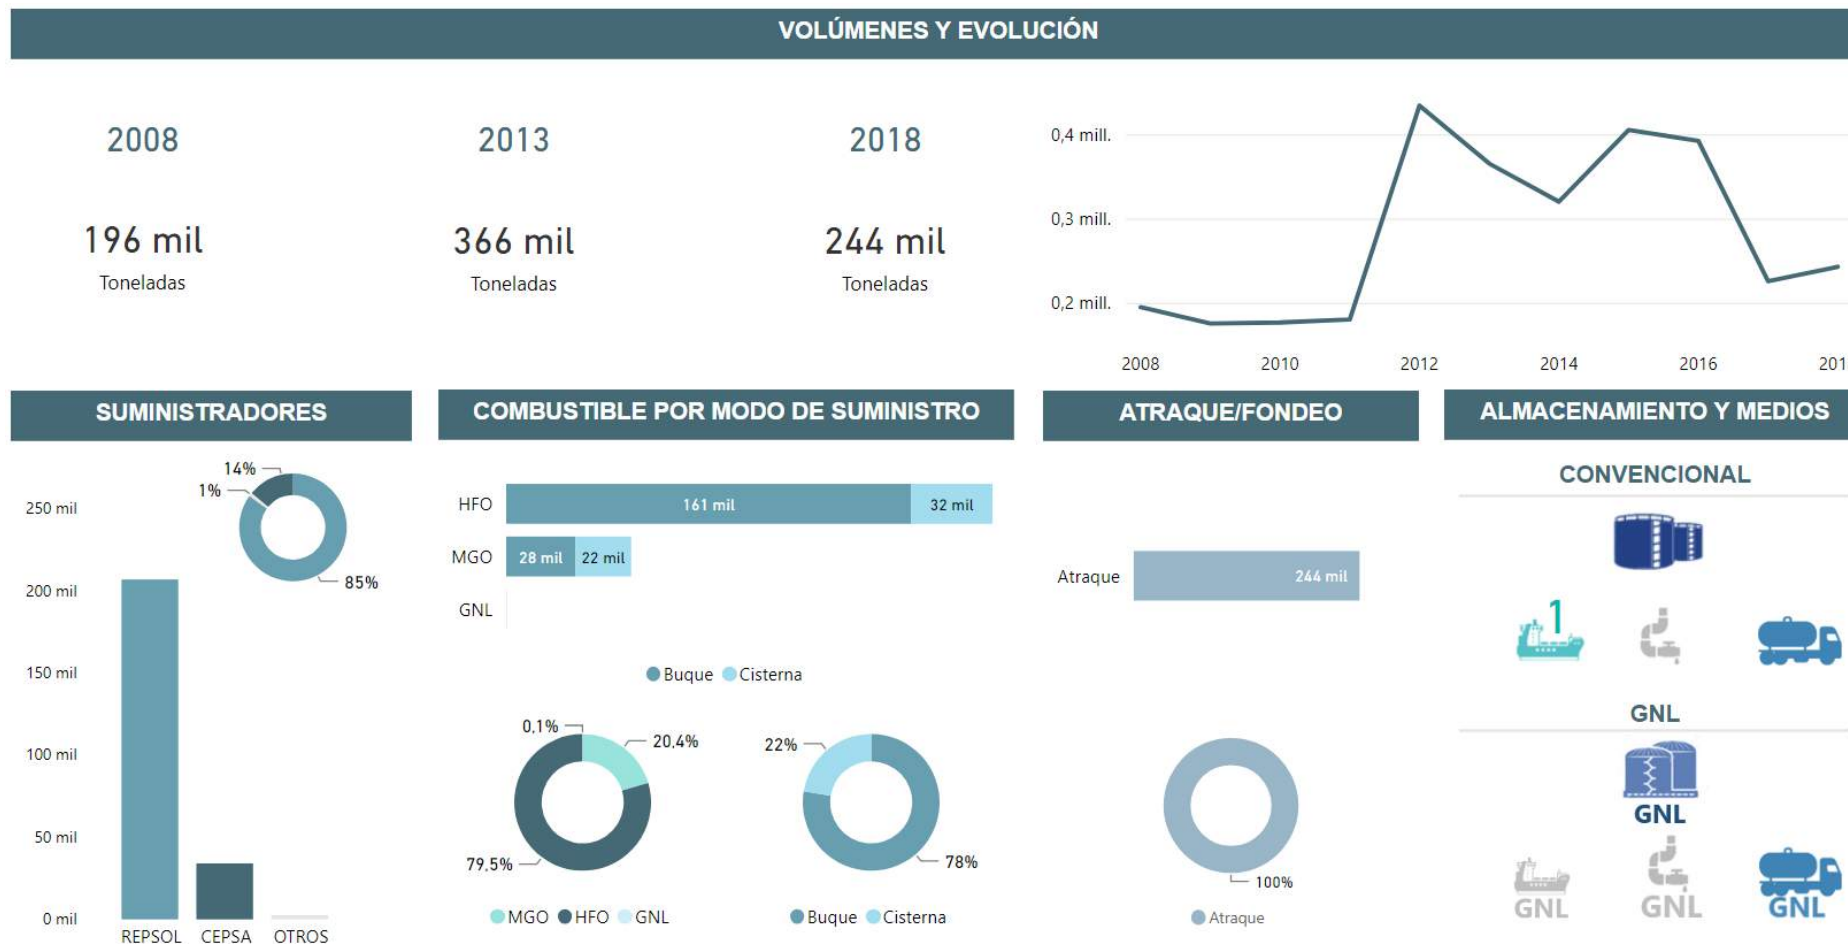 VOLÚMENES Y EVOLUCIÓN
2008
2013
2018
196 mil
Toneladas
366 mil
Toneladas
244 mil
Toneladas
0,4 mill.
0,3 mill.
0,2 mill.
2008
2010
2012
2014
2016
201
SUMINISTRADORES
250 mil
200 mil
150 mil
100 mil
50 mil
0 mil
14%
1%
85%
REPSOL
CEPSA
OTROS
COMBUSTIBLE POR MODO DE SUMINISTRO
HFO
161 mil
32 mil
MGO
28 mil
22 mil
GNL
Buque
Cisterna
0,1%
20,4%
79,5%
MGO
HFO
GNL
22%
78%
Buque
Cisterna
ATRAQUE/FONDEO
Atraque
244 mil
100%
Atraque
ALMACENAMIENTO Y MEDIOS
CONVENCIONAL
1
GNL
GNL
GNL
GNL
GNL